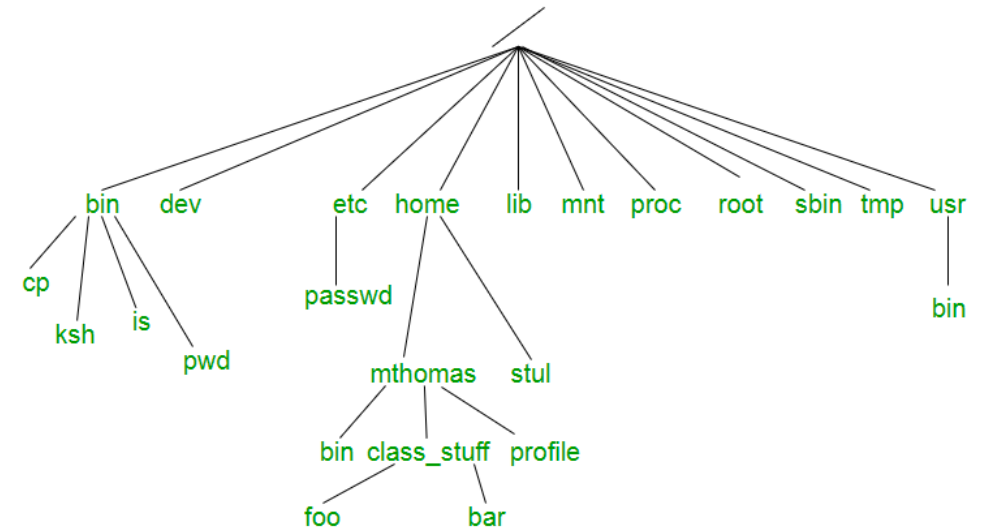 /
bin dev etc home lib mnt proc root sbin tmp usr
cp
passwd
bin
is
ksh
pwd
mthomas stul
bin class_stuff profile
foo bar